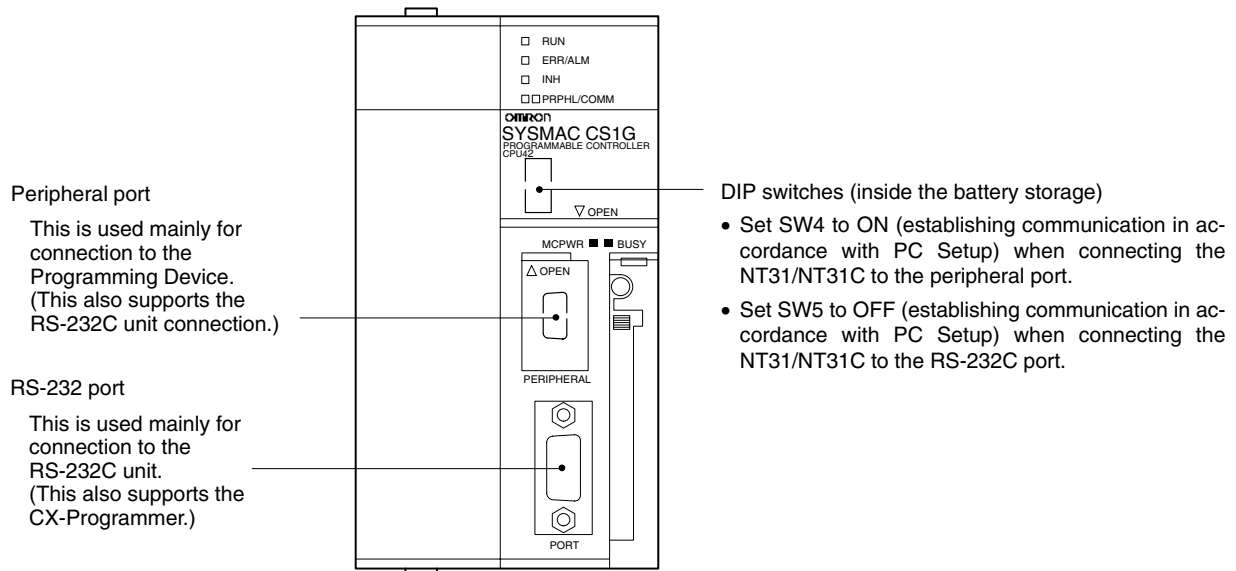 RUN
ERR/ALM
INH
PRPHL/COMM
OMRON
SYSMAC CS1G
PROGRAMMABLE CONTROLLER
CPU42
▽ OPEN
MCPWR ■ ■ BUSY
△ OPEN
PERIPHERAL
PORT
Peripheral port
This is used mainly for
connection to the
Programming Device.
(This also supports the
RS-232C unit connection.)
RS-232 port
This is used mainly for
connection to the
RS-232C unit.
(This also supports the
CX-Programmer.)
DIP switches (inside the battery storage)
• Set SW4 to ON (establishing communication in ac-
cordance with PC Setup) when connecting the
NT31/NT31C to the peripheral port.
• Set SW5 to OFF (establishing communication in ac-
cordance with PC Setup) when connecting the
NT31/NT31C to the RS-232C port.